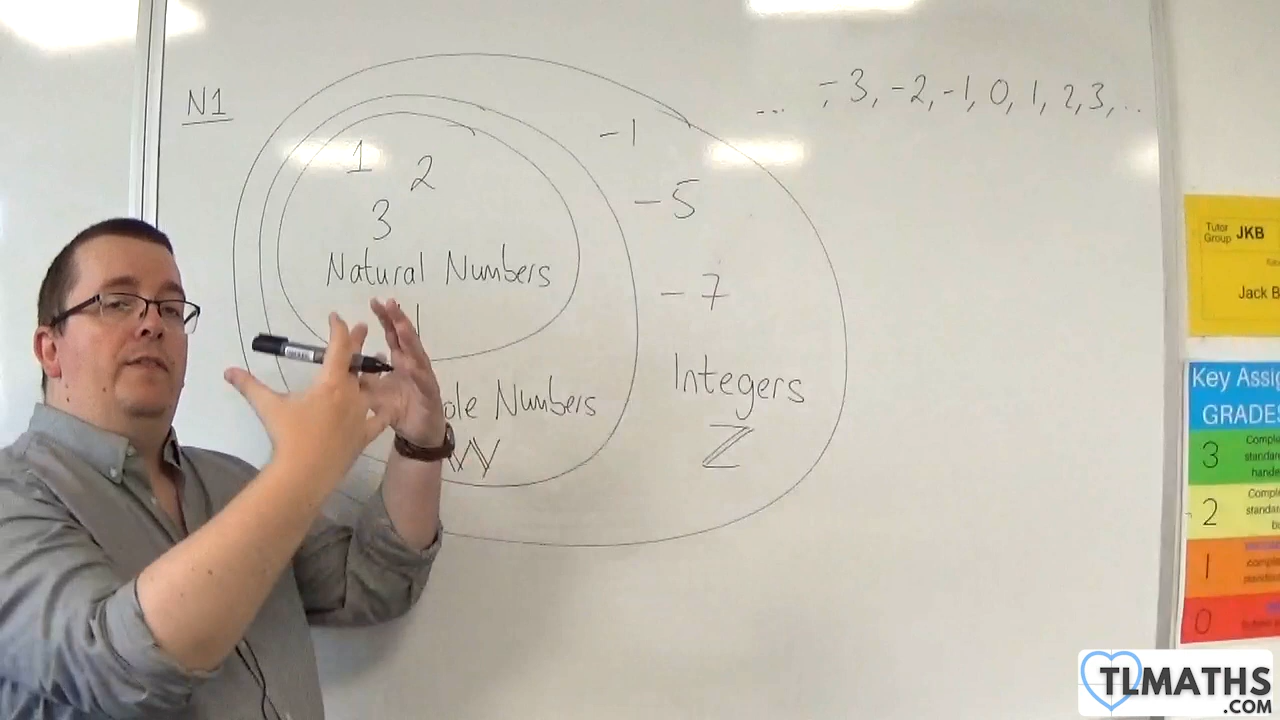 N1
... -3, -2, -1, 0, 1, 2, 3, ...
-1
1 2
-5
3
Natural Numbers
-7
Integers
Numbers
Z
W
Tutor Group JKB
Jack B
GRADES
3
2
1
0
TLMATHS
.COM